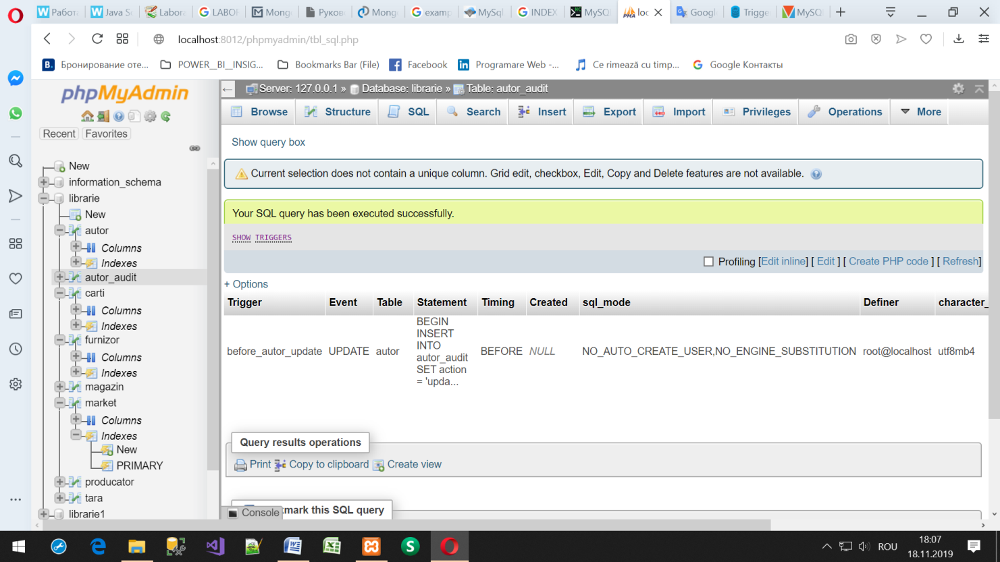 Работа
Java S
Labora
LABOR
Mong
Руков
Mong
examp
MySq
INDEX
MySQL
loc
Google
Trigge
MySQL
localhost:8012/phpmyadmin/tbl_sql.php
Бронирование оте...
POWER__BI__INSIG...
Bookmarks Bar (File)
Facebook
Programare Web -...
Ce rimează cu timp...
Google Контакты
phpMyAdmin
Recent
Favorites
New
information_schema
librarie
New
autor
Columns
Indexes
autor_audit
carti
Columns
Indexes
furnizor
Columns
Indexes
magazin
market
Columns
Indexes
New
PRIMARY
producator
tara
librarie1
Server: 127.0.0.1 » Database: librarie » Table: autor_audit
Browse
Structure
SQL
Search
Insert
Export
Import
Privileges
Operations
More
Show query box
Current selection does not contain a unique column. Grid edit, checkbox, Edit, Copy and Delete features are not available.
Your SQL query has been executed successfully.
SHOW TRIGGERS
Profiling [Edit inline] [ Edit ] [ Create PHP code ] [ Refresh]
+ Options
Trigger Event Table Statement Timing Created sql_mode Definer character_
before_autor_update UPDATE autor
BEGIN
INSERT
INTO
autor_audit
SET action
= 'upda...
BEFORE NULL NO_AUTO_CREATE_USER,NO_ENGINE_SUBSTITUTION root@localhost utf8mb4
Query results operations
Print Copy to clipboard Create view
Console
kmark this SQL query
ROU
18:07
18.11.2019